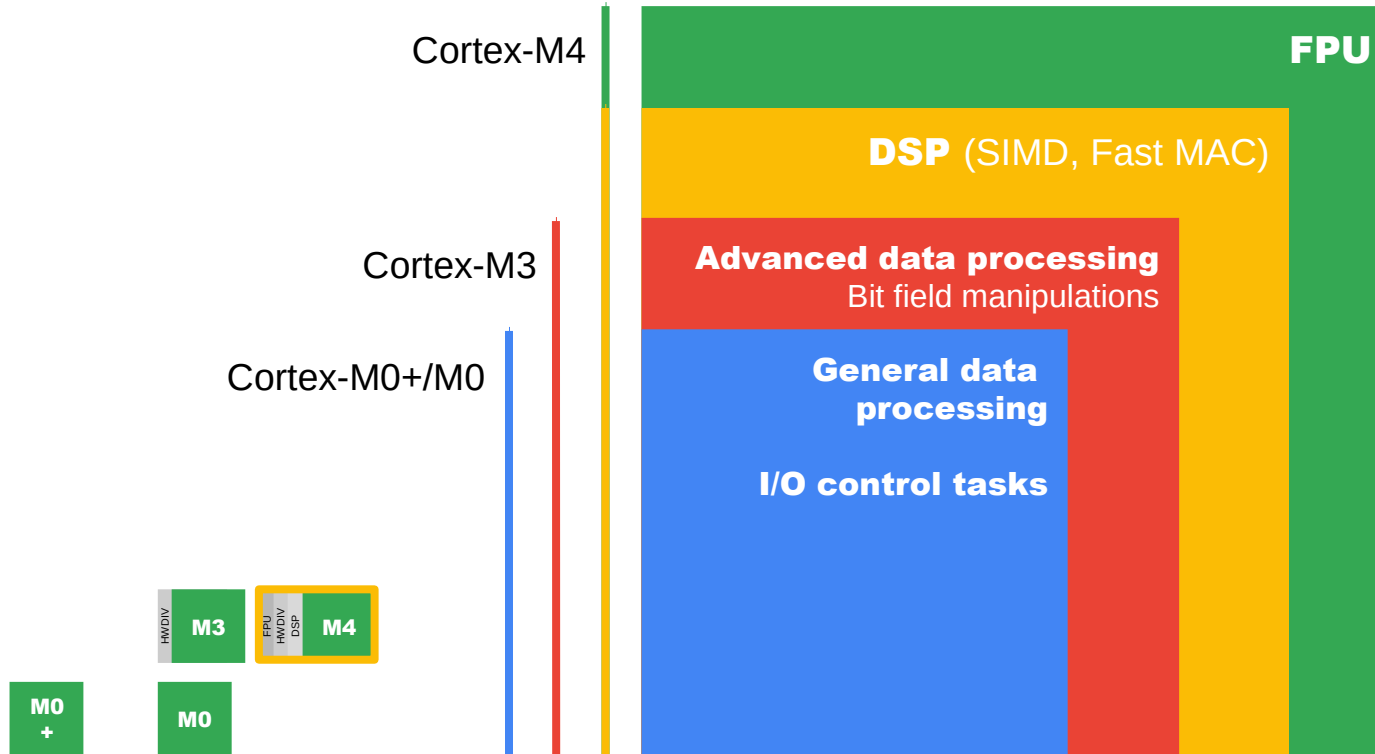 Cortex-M4
FPU
DSP (SIMD, Fast MAC)
Cortex-M3
Advanced data processing
Bit field manipulations
Cortex-M0+/M0
General data
processing
I/O control tasks
HWDIV
M3
FPU
HWDIV
DSP
M4
M0
+
M0